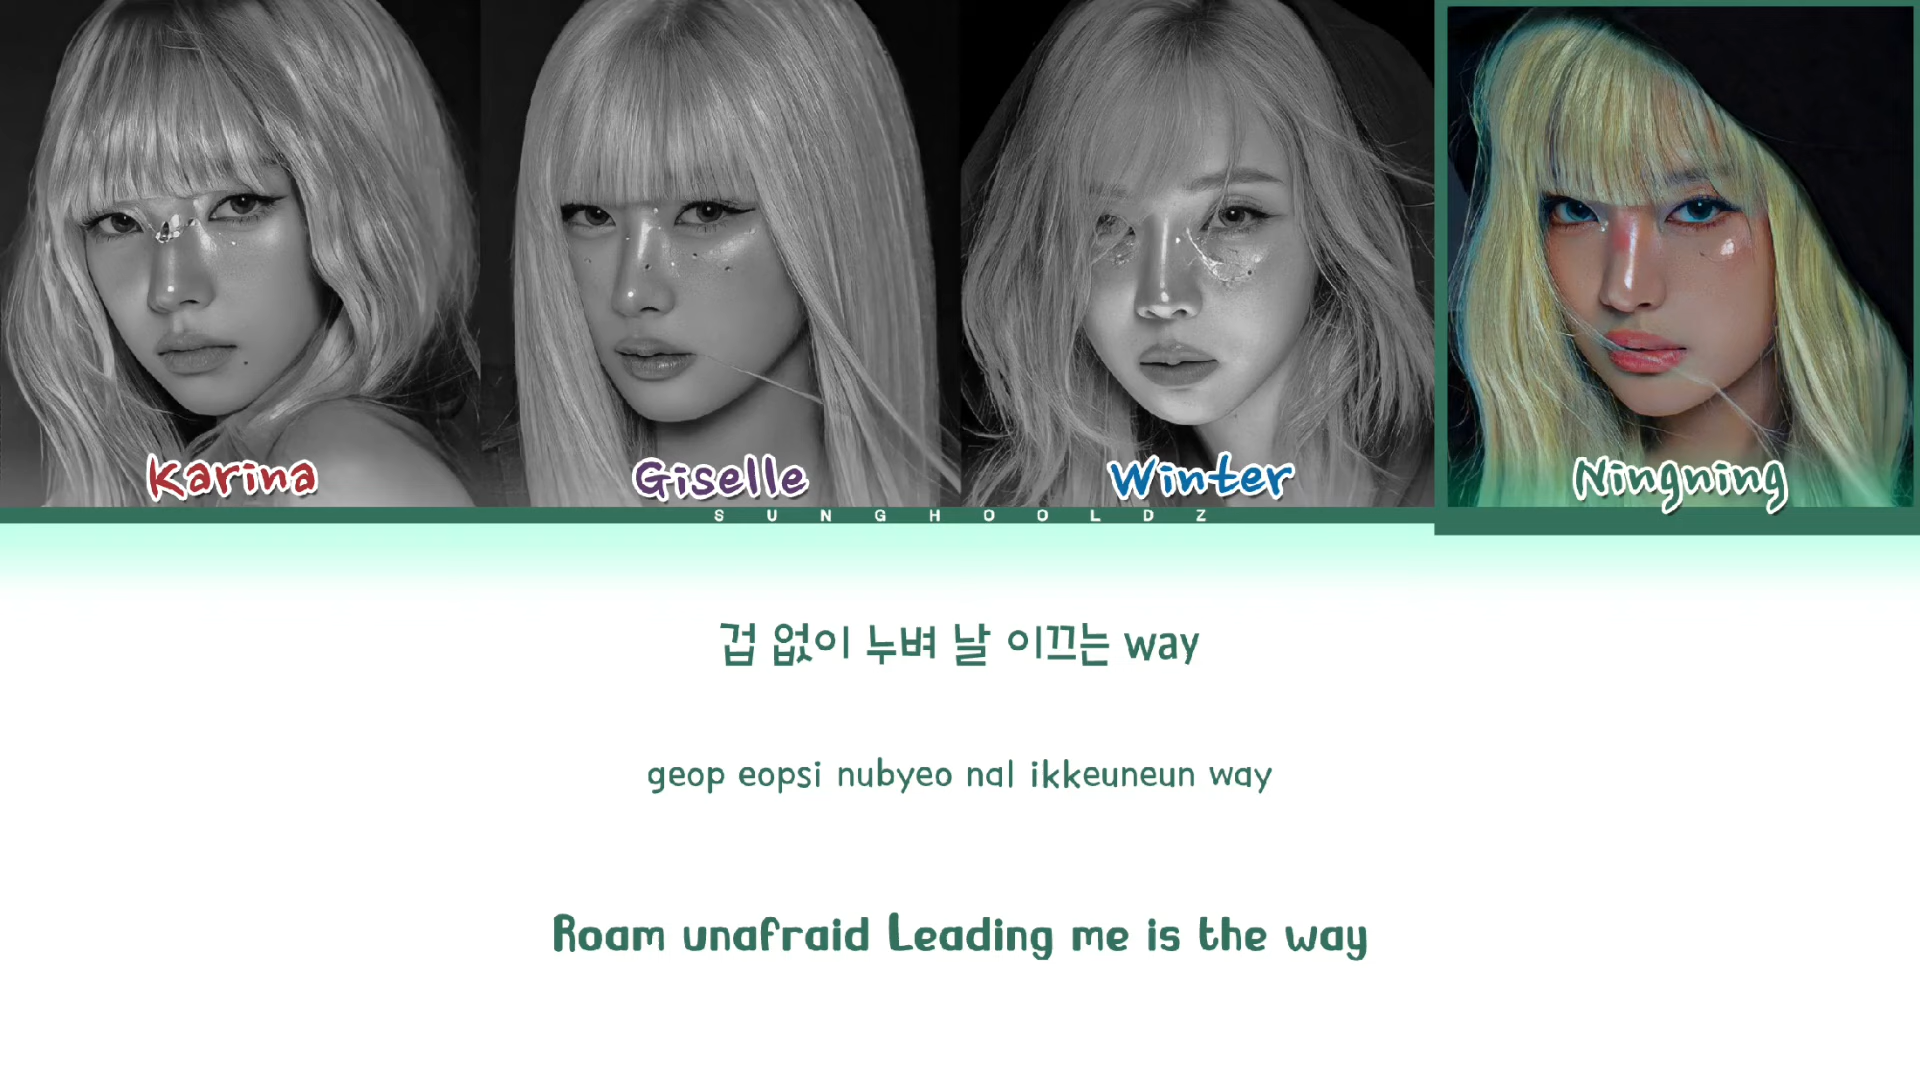 Karina
Giselle
Winter
Ningning
SUNGHOOLDZ
겁 없이 누벼 날 이끄는 way
geop eopsi nubyeo nal ikkeuneun way
Roam unafraid Leading me is the way